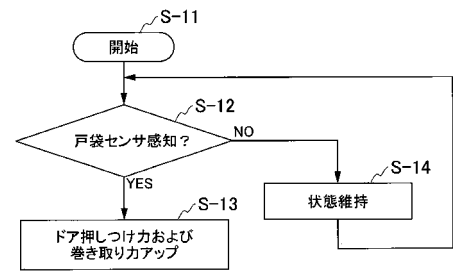 S-11
開始
S-12
戸袋センサ感知？
NO
YES
S-14
状態維持
S-13
ドア押しつけ力および
巻き取り力アップ